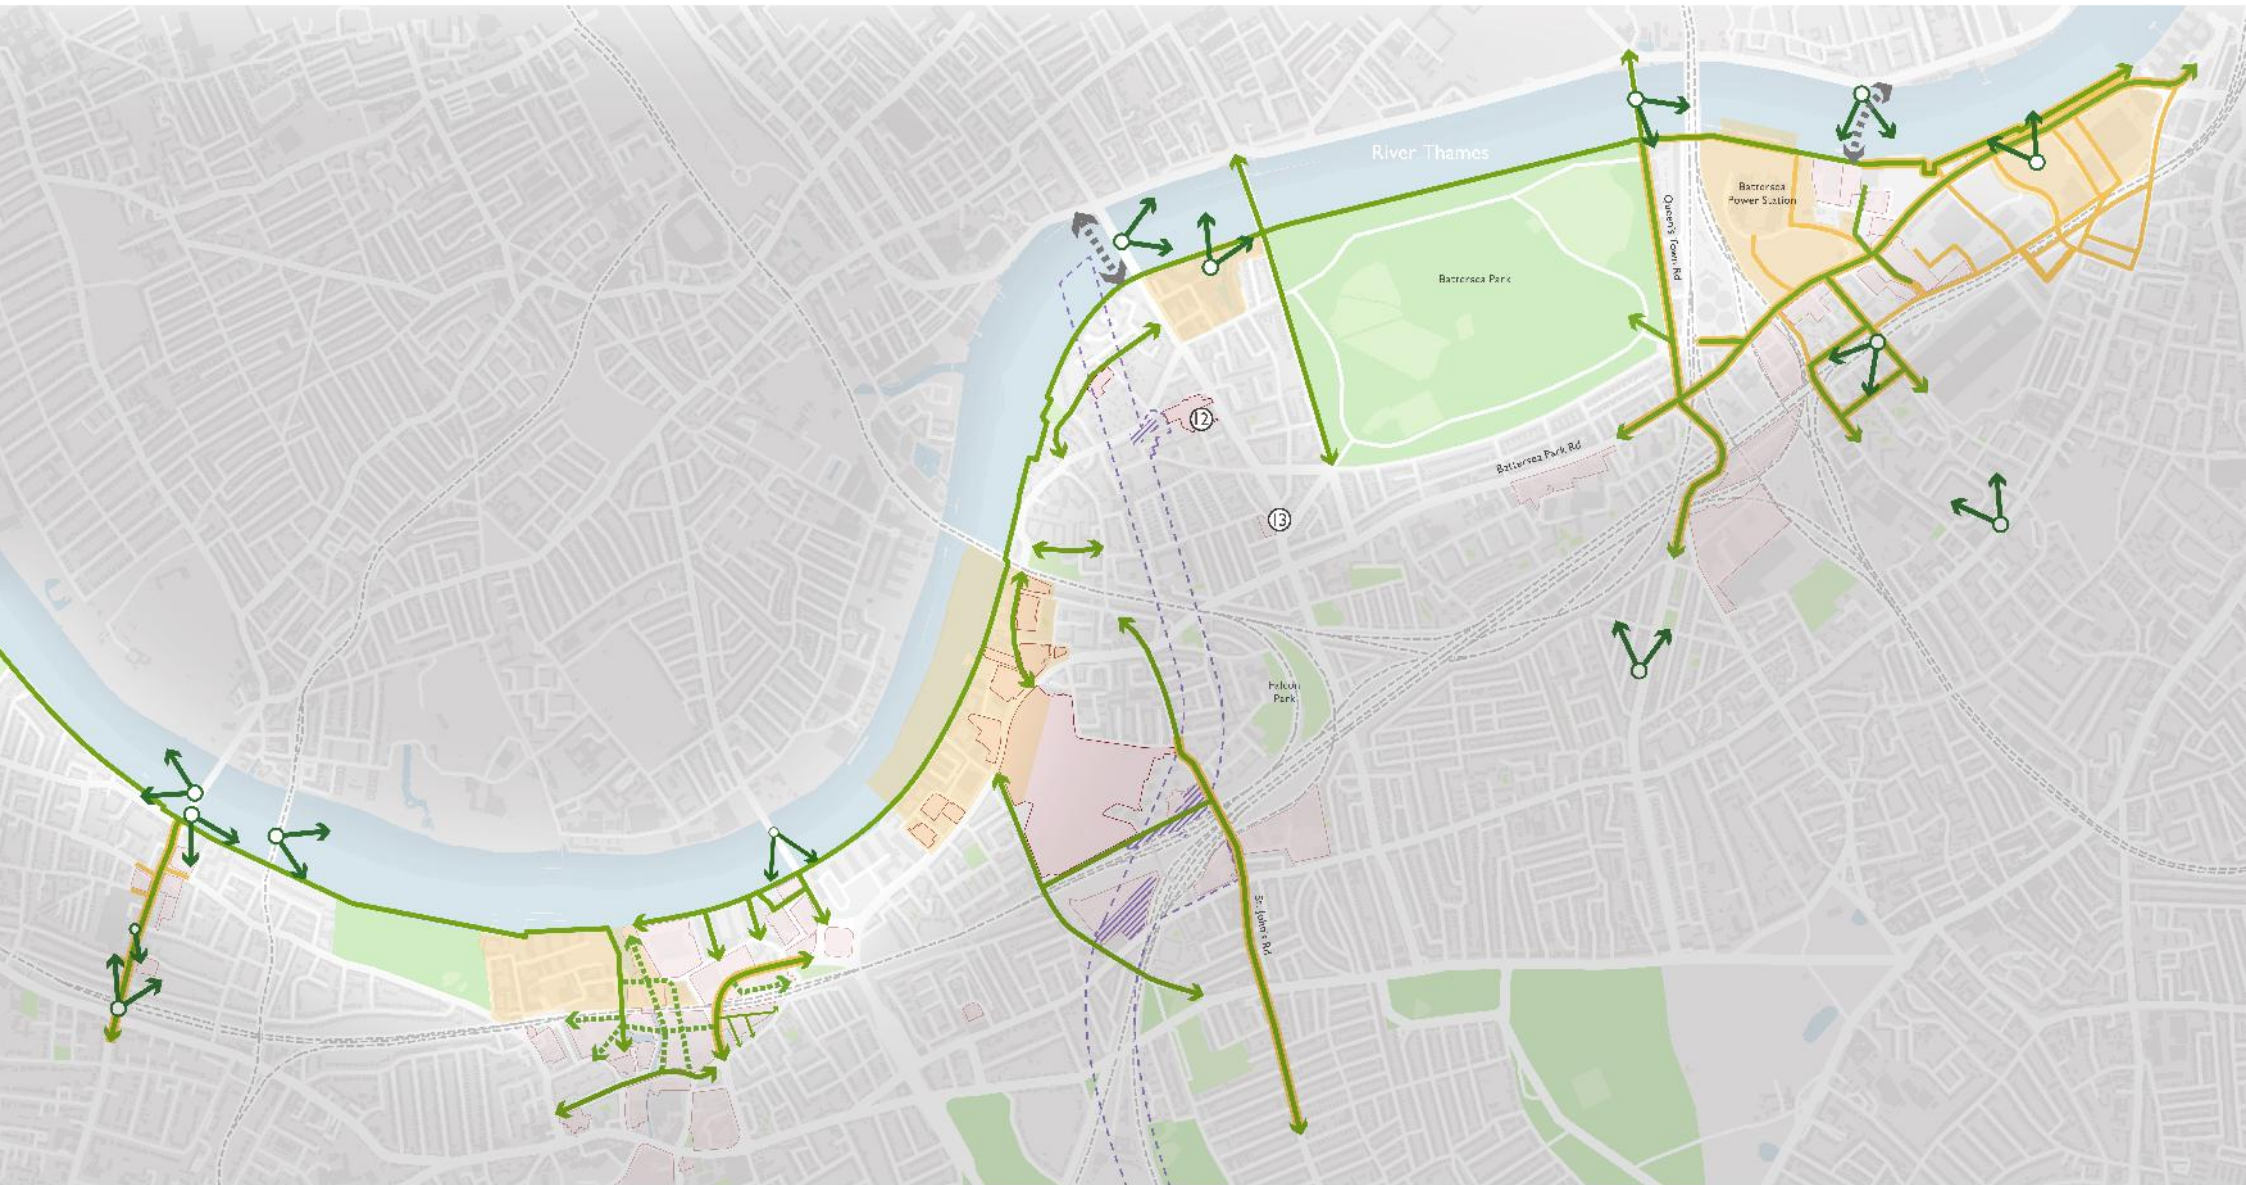 River Thames
Battersea
Power Station
Queen's Town Rd
Battersea Park
12
Battersea Park Rd
13
Falcon
Park
St. John's Rd